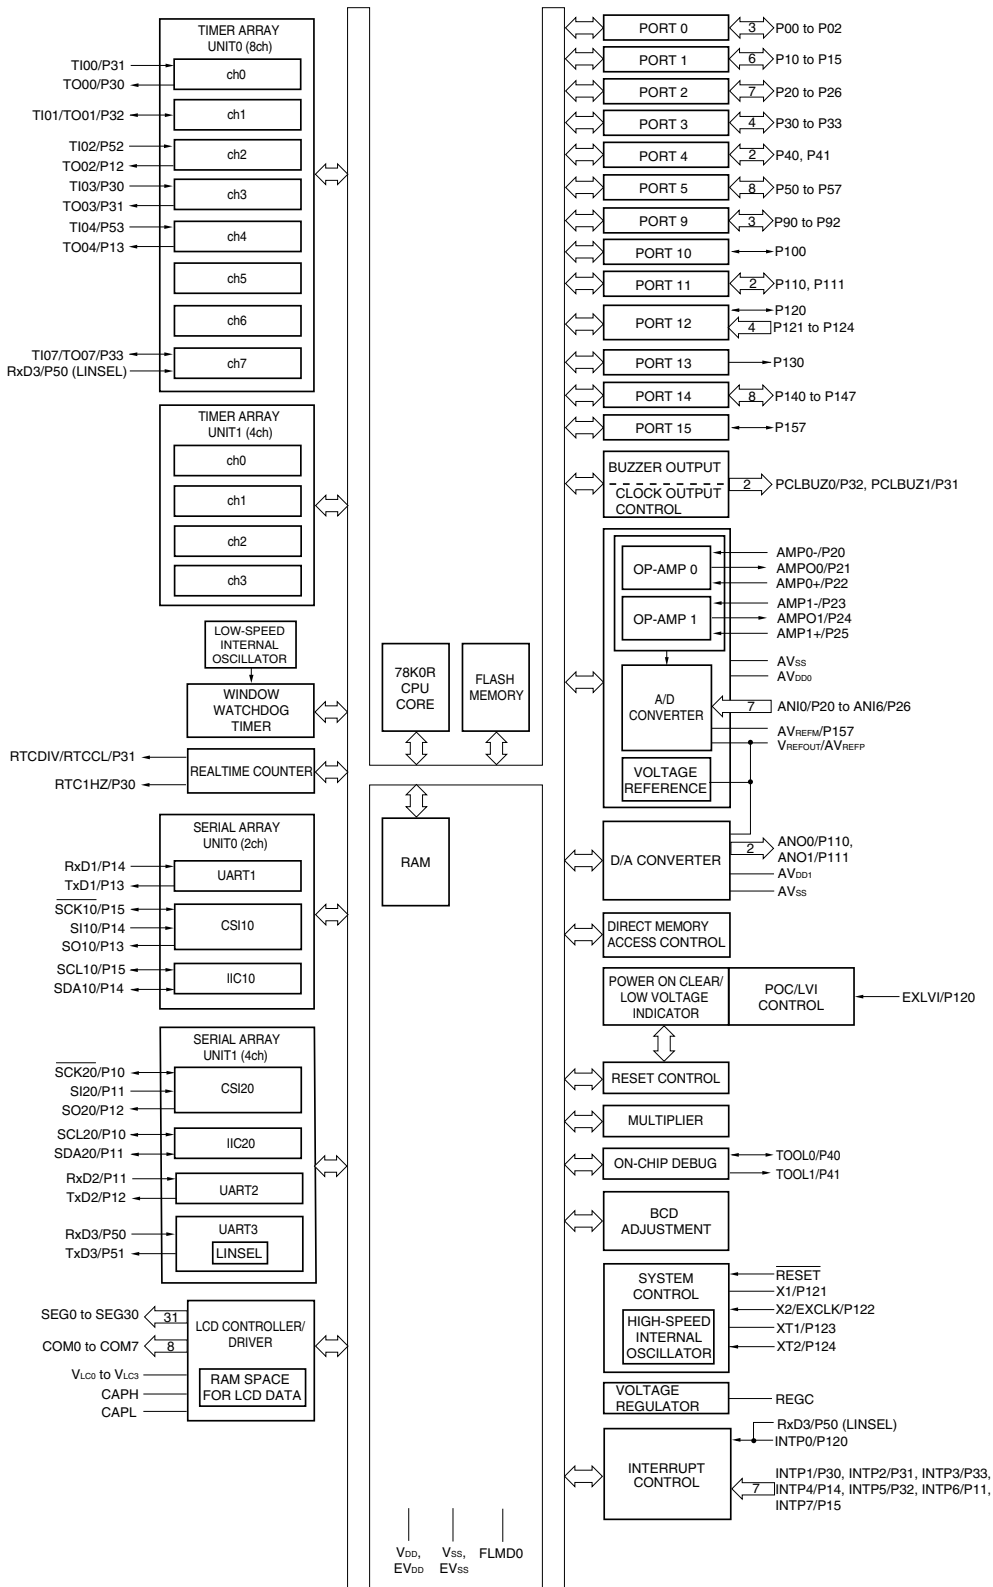 TIMER ARRAY
UNIT0 (8ch)
TI00/P31
TO00/P30
ch0
TI01/TO01/P32
ch1
TI02/P52
TO02/P12
ch2
TI03/P30
TO03/P31
ch3
TI04/P53
TO04/P13
ch4
ch5
ch6
TI07/TO07/P33
RxD3/P50 (LINSEL)
ch7
TIMER ARRAY
UNIT1 (4ch)
ch0
ch1
ch2
ch3
LOW-SPEED
INTERNAL
OSCILLATOR
WINDOW
WATCHDOG
TIMER
RTCDIV/RTCCL/P31
RTC1HZ/P30
REALTIME COUNTER
SERIAL ARRAY
UNIT0 (2ch)
RxD1/P14
TxD1/P13
UART1
SCK10/P15
SI10/P14
SO10/P13
CSI10
SCL10/P15
SDA10/P14
IIC10
SERIAL ARRAY
UNIT1 (4ch)
SCK20/P10
SI20/P11
SO20/P12
CSI20
SCL20/P10
SDA20/P11
IIC20
RxD2/P11
TxD2/P12
UART2
RxD3/P50
TxD3/P51
UART3
LINSEL
SEG0 to SEG30
31
COM0 to COM7
8
VLC0 to VLC3
CAPH
CAPL
LCD CONTROLLER/
DRIVER
RAM SPACE
FOR LCD DATA
78K0R
CPU
CORE
FLASH
MEMORY
RAM
VDD,
EVDD
VSS,
EVSS
FLMD0
PORT 0
3
P00 to P02
PORT 1
6
P10 to P15
PORT 2
7
P20 to P26
PORT 3
4
P30 to P33
PORT 4
2
P40, P41
PORT 5
8
P50 to P57
PORT 9
3
P90 to P92
PORT 10
P100
PORT 11
2
P110, P111
PORT 12
P120
4
P121 to P124
PORT 13
P130
PORT 14
8
P140 to P147
PORT 15
P157
BUZZER OUTPUT
CLOCK OUTPUT
CONTROL
2
PCLBUZ0/P32, PCLBUZ1/P31
OP-AMP 0
AMP0-/P20
AMPO0/P21
AMP0+/P22
OP-AMP 1
AMP1-/P23
AMPO1/P24
AMP1+/P25
AVSS
AVDD0
A/D
CONVERTER
7
ANI0/P20 to ANI6/P26
AVREFM/P157
VREFOUT/AVREFP
VOLTAGE
REFERENCE
D/A CONVERTER
2
ANO0/P110,
ANO1/P111
AVDD1
AVSS
DIRECT MEMORY
ACCESS CONTROL
POWER ON CLEAR/
LOW VOLTAGE
INDICATOR
POC/LVI
CONTROL
EXLVI/P120
RESET CONTROL
MULTIPLIER
ON-CHIP DEBUG
TOOL0/P40
TOOL1/P41
BCD
ADJUSTMENT
SYSTEM
CONTROL
HIGH-SPEED
INTERNAL
OSCILLATOR
RESET
X1/P121
X2/EXCLK/P122
XT1/P123
XT2/P124
VOLTAGE
REGULATOR
REGC
INTERRUPT
CONTROL
RxD3/P50 (LINSEL)
INTP0/P120
7
INTP1/P30, INTP2/P31, INTP3/P33,
INTP4/P14, INTP5/P32, INTP6/P11,
INTP7/P15